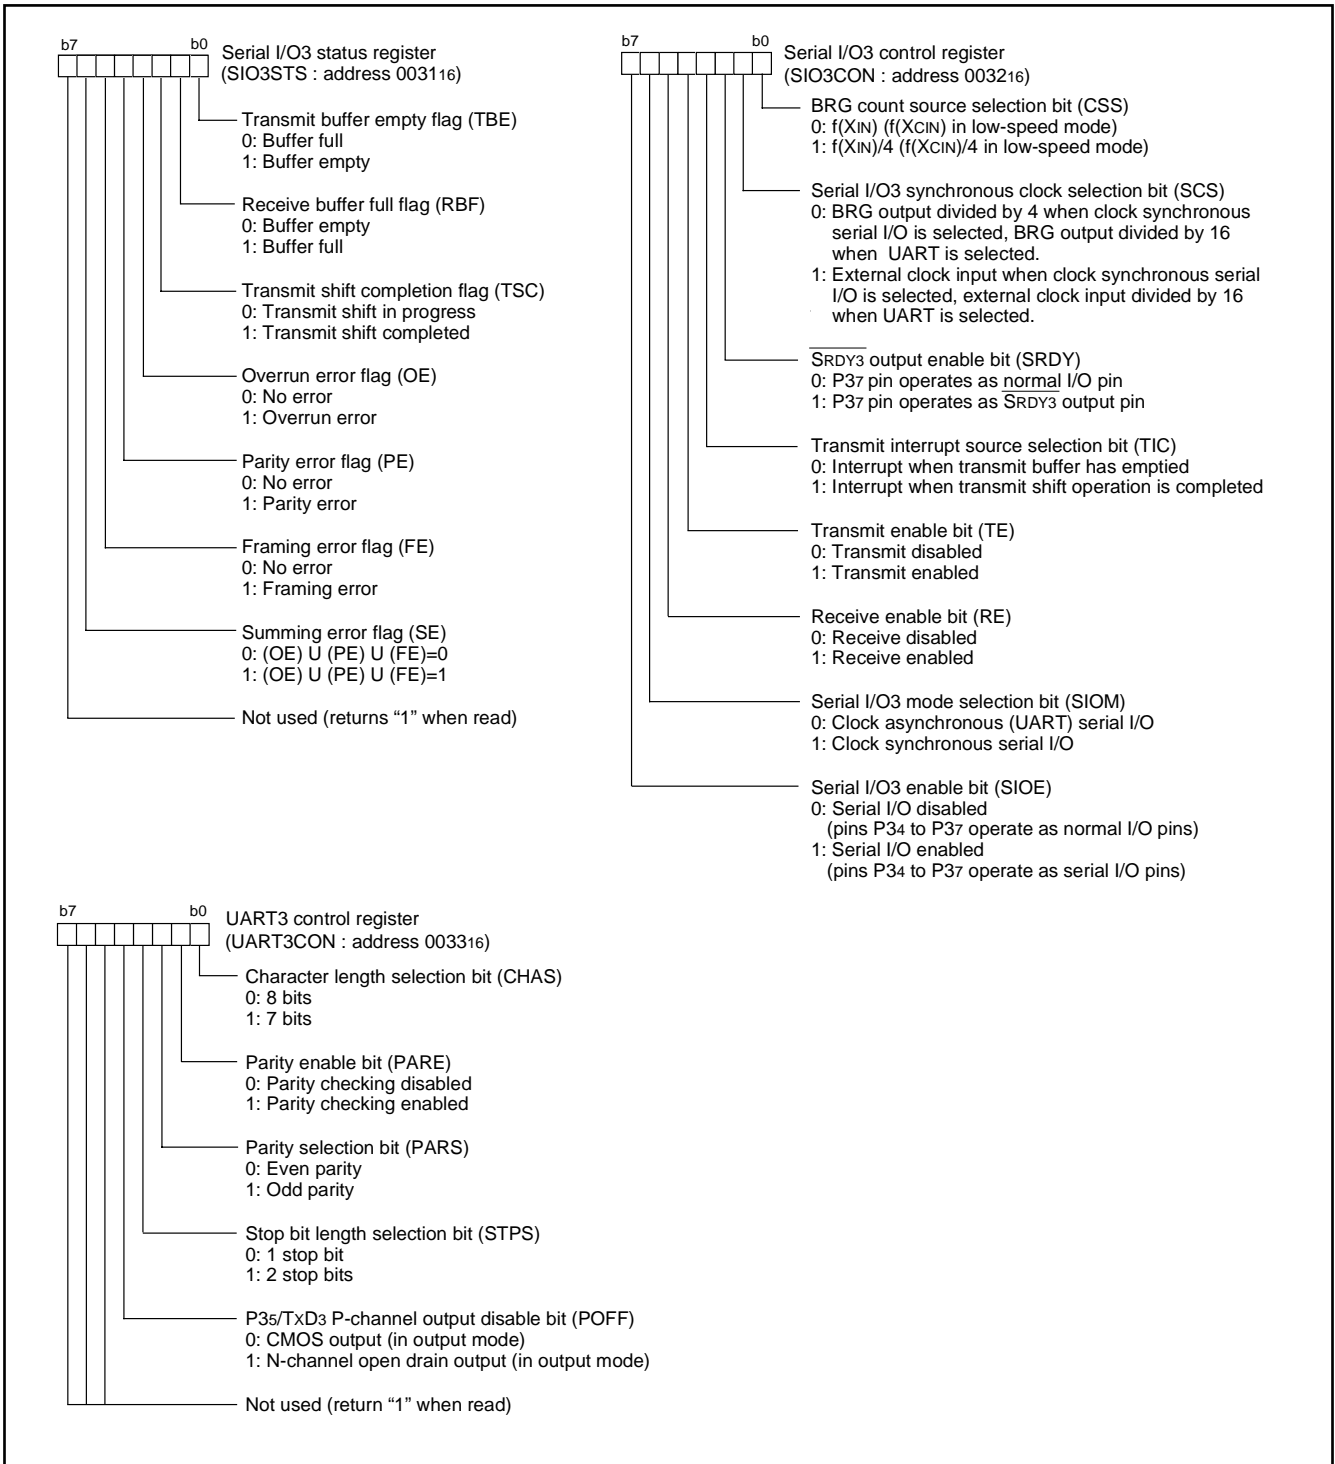 b7 b0
Serial I/O3 status register
(SIO3STS : address 003116)
Transmit buffer empty flag (TBE)
0: Buffer full
1: Buffer empty
Receive buffer full flag (RBF)
0: Buffer empty
1: Buffer full
Transmit shift completion flag (TSC)
0: Transmit shift in progress
1: Transmit shift completed
Overrun error flag (OE)
0: No error
1: Overrun error
Parity error flag (PE)
0: No error
1: Parity error
Framing error flag (FE)
0: No error
1: Framing error
Summing error flag (SE)
0: (OE) U (PE) U (FE)=0
1: (OE) U (PE) U (FE)=1
Not used (returns “1” when read)
b7 b0
Serial I/O3 control register
(SIO3CON : address 003216)
BRG count source selection bit (CSS)
0: f(XIN) (f(XCIN) in low-speed mode)
1: f(XIN)/4 (f(XCIN)/4 in low-speed mode)
Serial I/O3 synchronous clock selection bit (SCS)
0: BRG output divided by 4 when clock synchronous
serial I/O is selected, BRG output divided by 16
when UART is selected.
1: External clock input when clock synchronous serial
I/O is selected, external clock input divided by 16
when UART is selected.
SRDY3 output enable bit (SRDY)
0: P37 pin operates as normal I/O pin
1: P37 pin operates as SRDY3 output pin
Transmit interrupt source selection bit (TIC)
0: Interrupt when transmit buffer has emptied
1: Interrupt when transmit shift operation is completed
Transmit enable bit (TE)
0: Transmit disabled
1: Transmit enabled
Receive enable bit (RE)
0: Receive disabled
1: Receive enabled
Serial I/O3 mode selection bit (SIOM)
0: Clock asynchronous (UART) serial I/O
1: Clock synchronous serial I/O
Serial I/O3 enable bit (SIOE)
0: Serial I/O disabled
(pins P34 to P37 operate as normal I/O pins)
1: Serial I/O enabled
(pins P34 to P37 operate as serial I/O pins)
b7 b0
UART3 control register
(UART3CON : address 003316)
Character length selection bit (CHAS)
0: 8 bits
1: 7 bits
Parity enable bit (PARE)
0: Parity checking disabled
1: Parity checking enabled
Parity selection bit (PARS)
0: Even parity
1: Odd parity
Stop bit length selection bit (STPS)
0: 1 stop bit
1: 2 stop bits
P35/TXD3 P-channel output disable bit (POFF)
0: CMOS output (in output mode)
1: N-channel open drain output (in output mode)
Not used (return “1” when read)